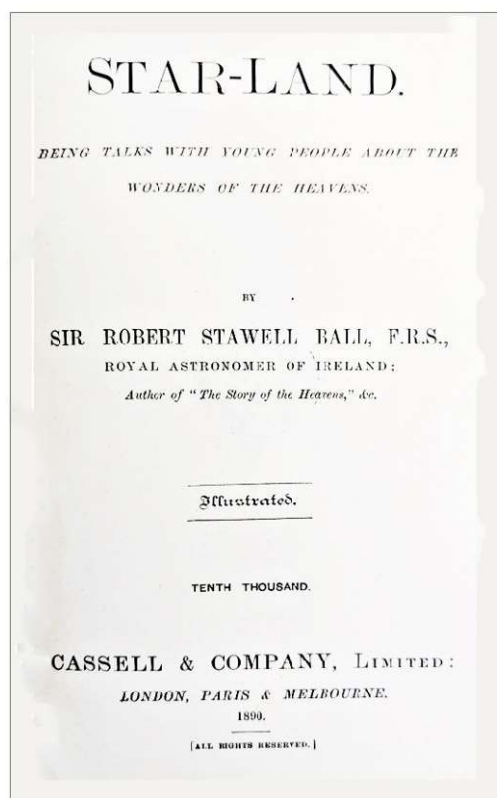 STAR-LAND.
BEING TALKS WITH YOUNG PEOPLE ABOUT THE
WONDERS OF THE HEAVENS.
BY
SIR ROBERT STAWELL BALL, F.R.S.,
ROYAL ASTRONOMER OF IRELAND;
Author of "The Story of the Heavens," &c.
Illustrated.
TENTH THOUSAND.
CASSELL & COMPANY, LIMITED:
LONDON, PARIS & MELBOURNE.
1890.
[ALL RIGHTS RESERVED.]